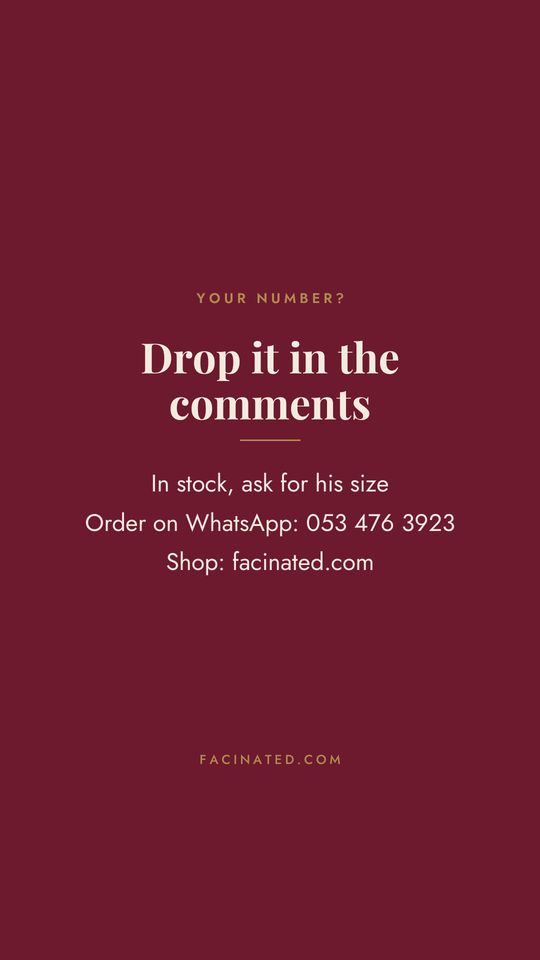 YOUR NUMBER?
Drop it in the
comments
In stock, ask for his size
Order on WhatsApp: 053 476 3923
Shop: facinated.com
FACINATED.COM